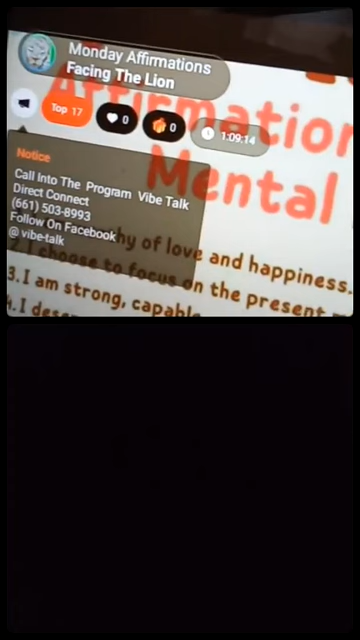 Monday Affirmations
Facing The Lion
Affirmation
Top 17
0
0
1:09:14
Mental
Notice
Call Into The Program Vibe Talk
Direct Connect
(661) 503-8993
Follow On Facebook
@ vibe-talk
hy of love and happiness.
2. I choose to focus on the present
3. I am strong, capable
4. I